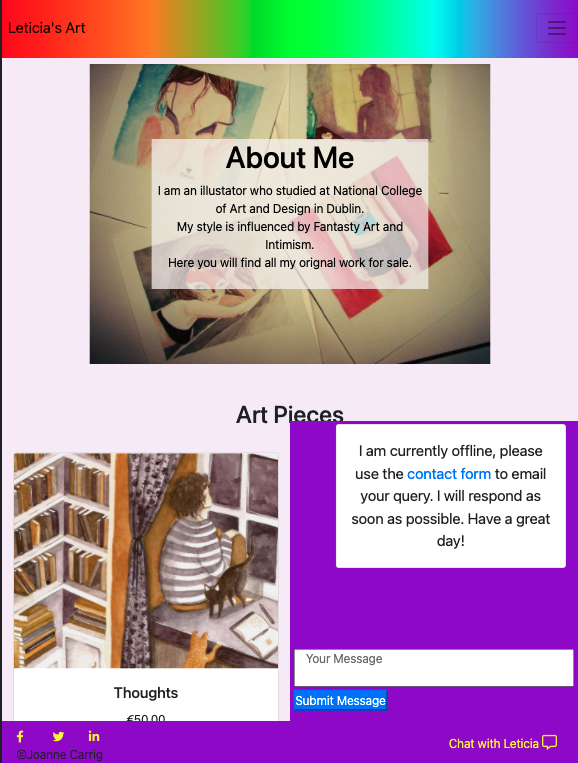 Leticia's Art
About Me
I am an illustator who studied at National College
of Art and Design in Dublin.
My style is influenced by Fantasty Art and
Intimism.
Here you will find all my orignal work for sale.
Art Pieces
I am currently offline, please
use the contact form to email
your query. I will respond as
soon as possible. Have a great
day!
Thoughts
€50.00
Your Message
Submit Message
©Joanne Carrig
Chat with Leticia